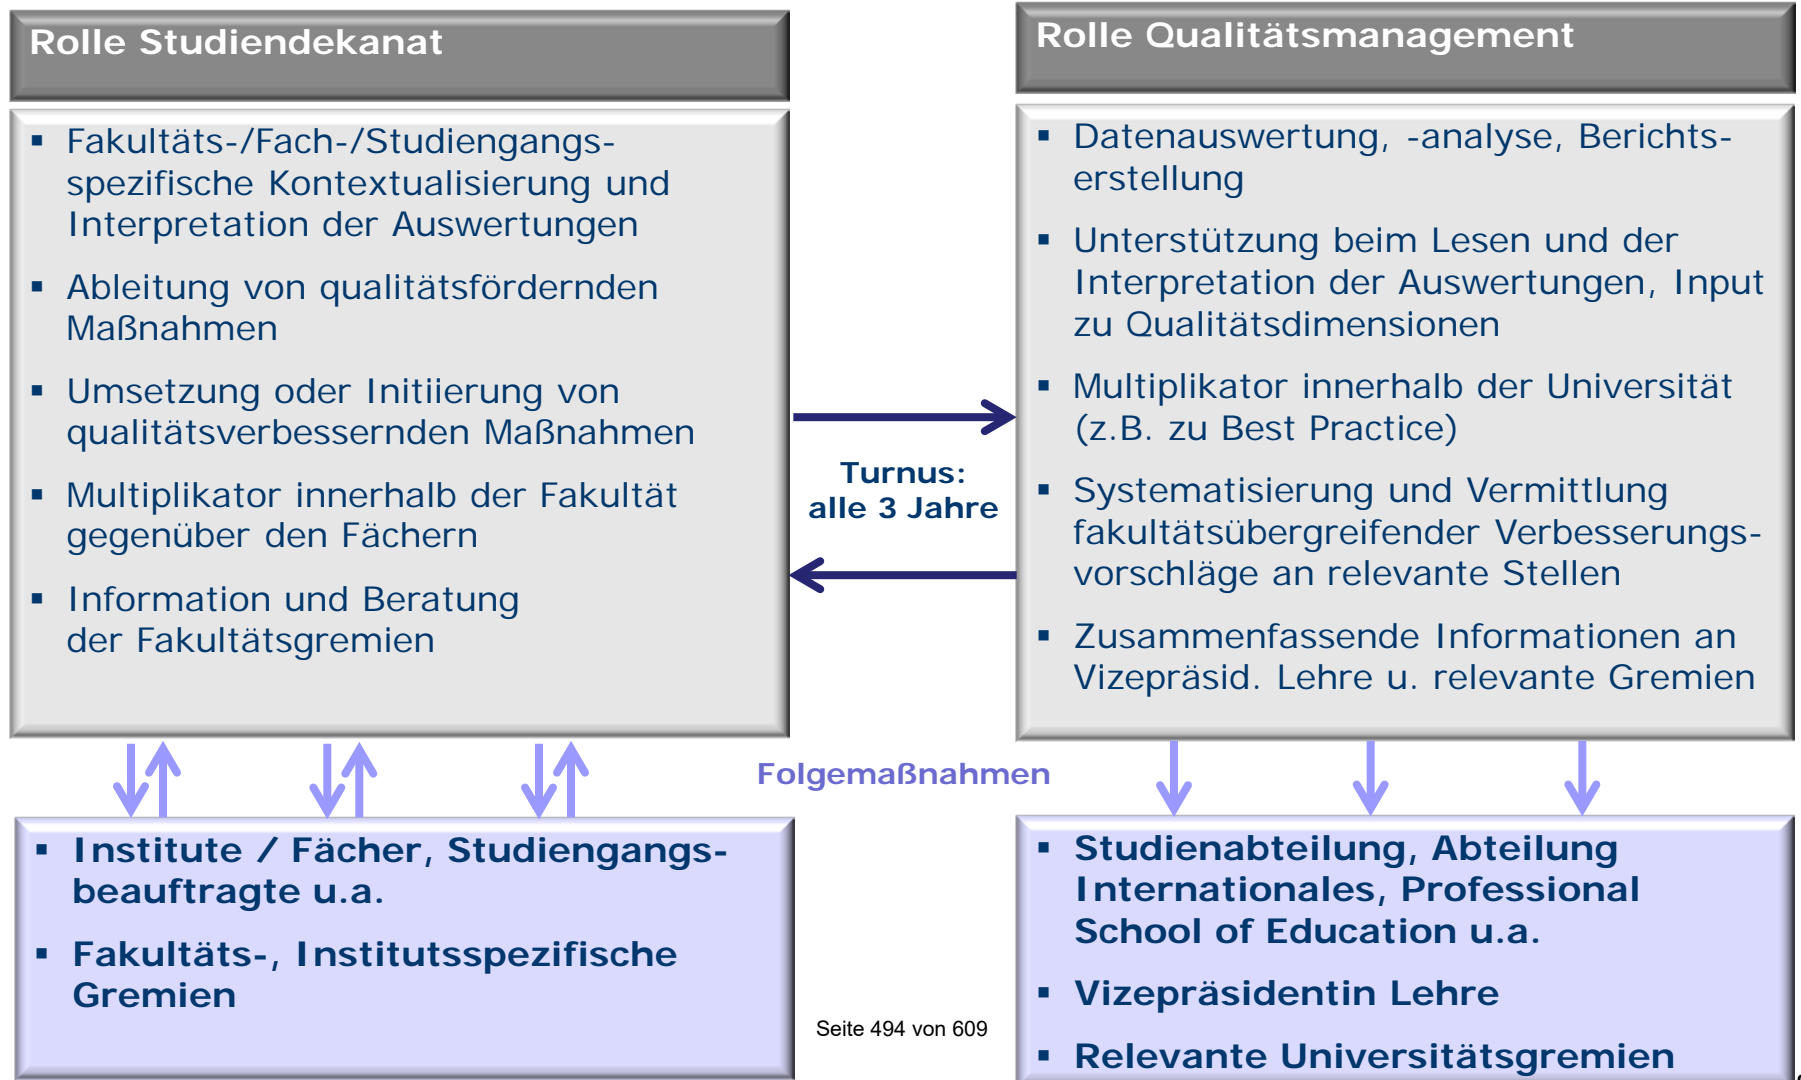 Rolle Studiendekanat
▪ Fakultäts-/Fach-/Studiengangs-
spezifische Kontextualisierung und
Interpretation der Auswertungen
▪ Ableitung von qualitätsfördernden
Maßnahmen
▪ Umsetzung oder Initiierung von
qualitätsverbessernden Maßnahmen
▪ Multiplikator innerhalb der Fakultät
gegenüber den Fächern
▪ Information und Beratung
der Fakultätsgremien
Turnus:
alle 3 Jahre
Rolle Qualitätsmanagement
▪ Datenauswertung, -analyse, Berichts-
erstellung
▪ Unterstützung beim Lesen und der
Interpretation der Auswertungen, Input
zu Qualitätsdimensionen
▪ Multiplikator innerhalb der Universität
(z.B. zu Best Practice)
▪ Systematisierung und Vermittlung
fakultätsübergreifender Verbesserungs-
vorschläge an relevante Stellen
▪ Zusammenfassende Informationen an
Vizepräsid. Lehre u. relevante Gremien
Folgemaßnahmen
▪ Institute / Fächer, Studiengangs-
beauftragte u.a.
▪ Fakultäts-, Institutsspezifische
Gremien
▪ Studienabteilung, Abteilung
Internationales, Professional
School of Education u.a.
▪ Vizepräsidentin Lehre
▪ Relevante Universitätsgremien
Seite 494 von 609